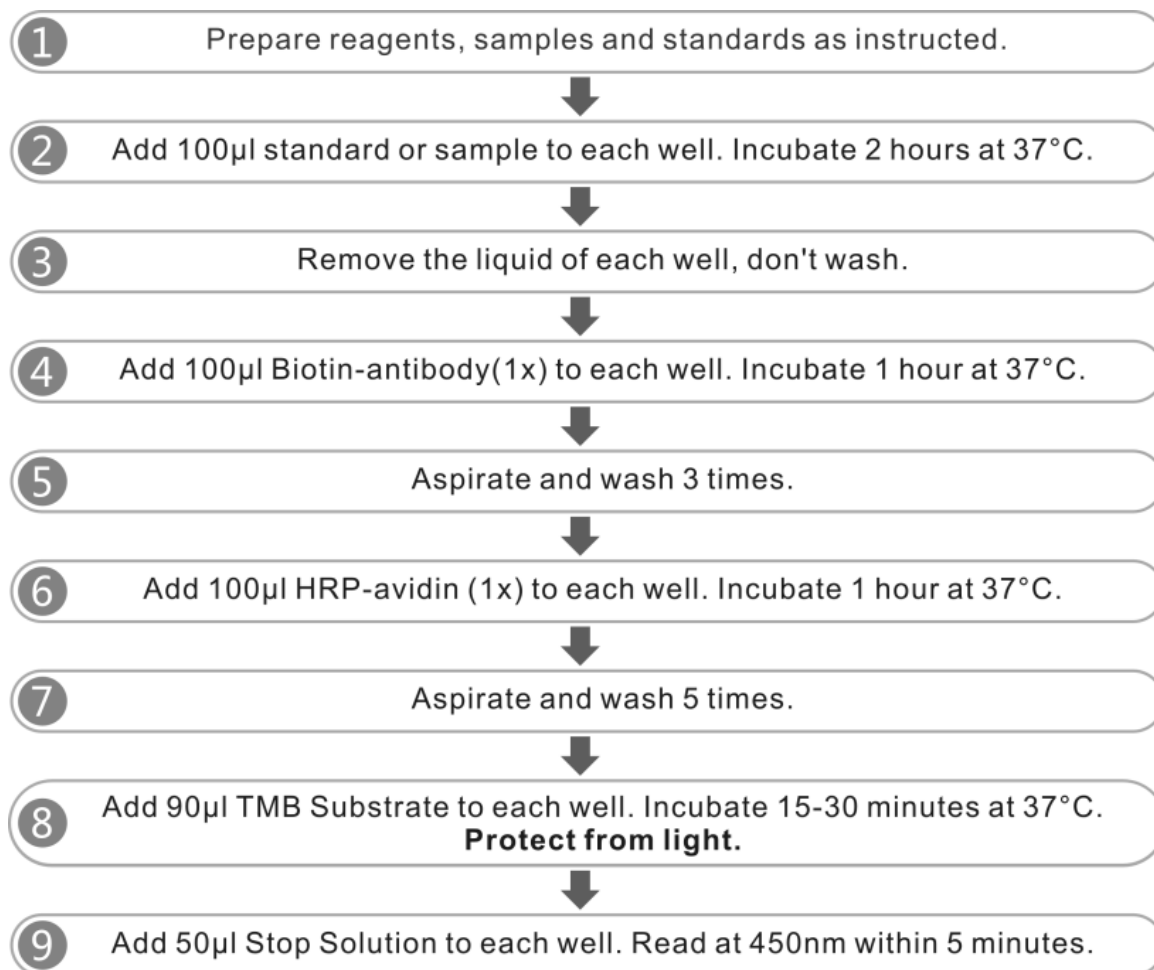 1 Prepare reagents, samples and standards as instructed.
2 Add 100μl standard or sample to each well. Incubate 2 hours at 37°C.
3 Remove the liquid of each well, don't wash.
4 Add 100μl Biotin-antibody(1x) to each well. Incubate 1 hour at 37°C.
5 Aspirate and wash 3 times.
6 Add 100μl HRP-avidin (1x) to each well. Incubate 1 hour at 37°C.
7 Aspirate and wash 5 times.
8 Add 90μl TMB Substrate to each well. Incubate 15-30 minutes at 37°C.
Protect from light.
9 Add 50μl Stop Solution to each well. Read at 450nm within 5 minutes.